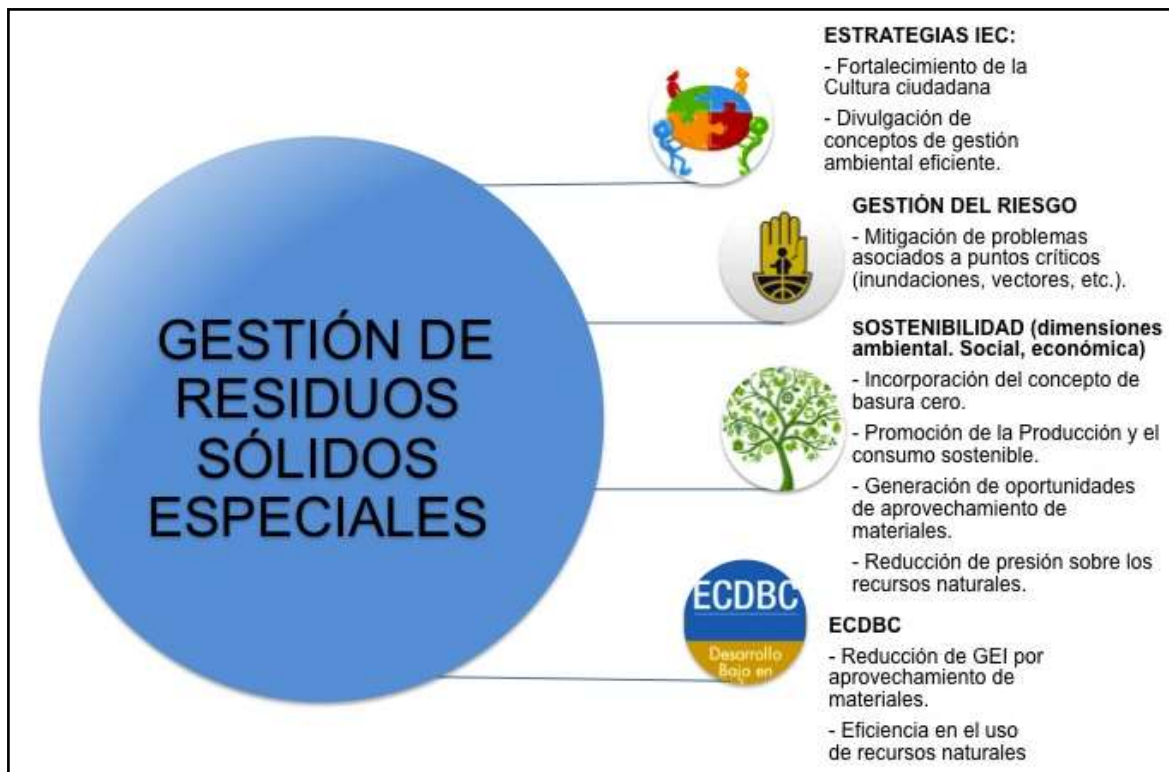 GESTIÓN DE
RESIDUOS
SÓLIDOS
ESPECIALES
ESTRATEGIAS IEC:
- Fortalecimiento de la
Cultura ciudadana
- Divulgación de
conceptos de gestión
ambiental eficiente.
GESTIÓN DEL RIESGO
- Mitigación de problemas
asociados a puntos críticos
(inundaciones, vectores, etc.).
SOSTENIBILIDAD (dimensiones
ambiental. Social, económica)
- Incorporación del concepto de
basura cero.
- Promoción de la Producción y el
consumo sostenible.
- Generación de oportunidades
de aprovechamiento de
materiales.
- Reducción de presión sobre los
recursos naturales.
ECDBC
Desarrollo
Bajo en
ECDBC
- Reducción de GEI por
aprovechamiento de
materiales.
- Eficiencia en el uso
de recursos naturales